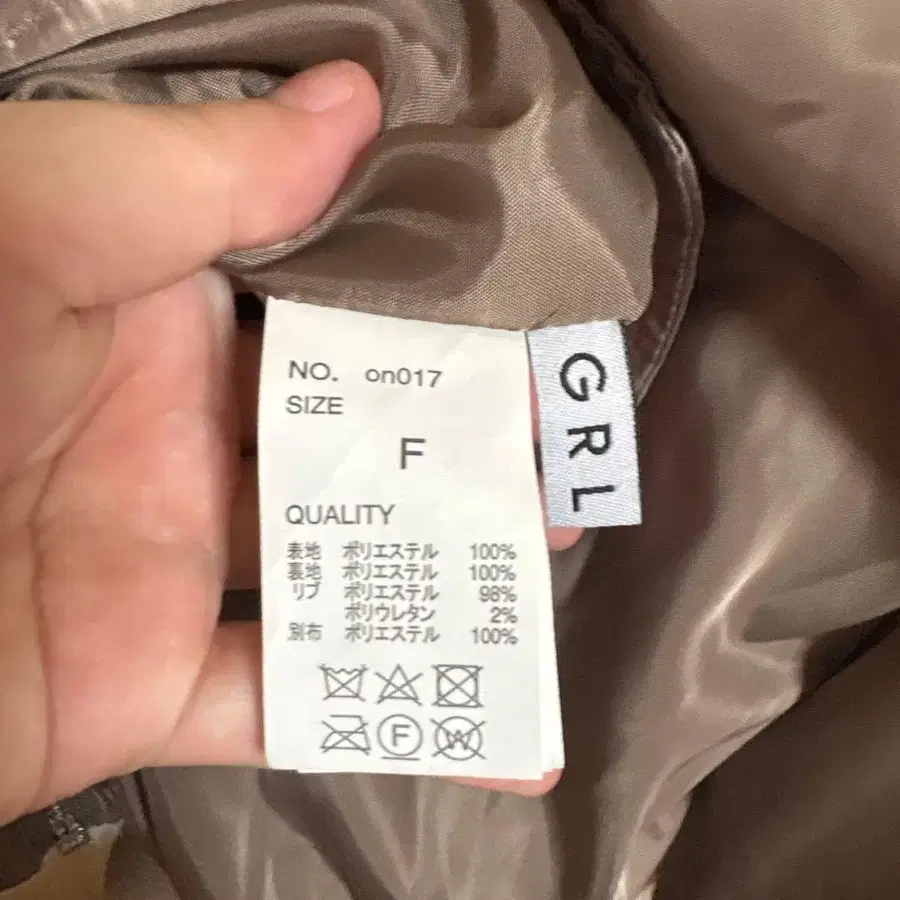 NO. on017
SIZE
F
QUALITY
表地 ポリエステル 100%
裏地 ポリエステル 100%
リブ ポリエステル 98%
ポリウレタン 2%
別布 ポリエステル 100%
F W
GRL